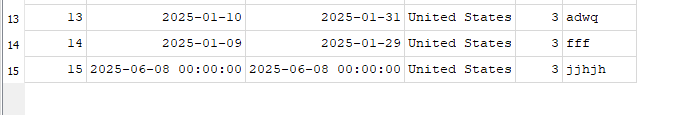 13 13 2025-01-10 2025-01-31 United States 3 adwq
14 14 2025-01-09 2025-01-29 United States 3 fff
15 15 2025-06-08 00:00:00 2025-06-08 00:00:00 United States 3 jjhjh